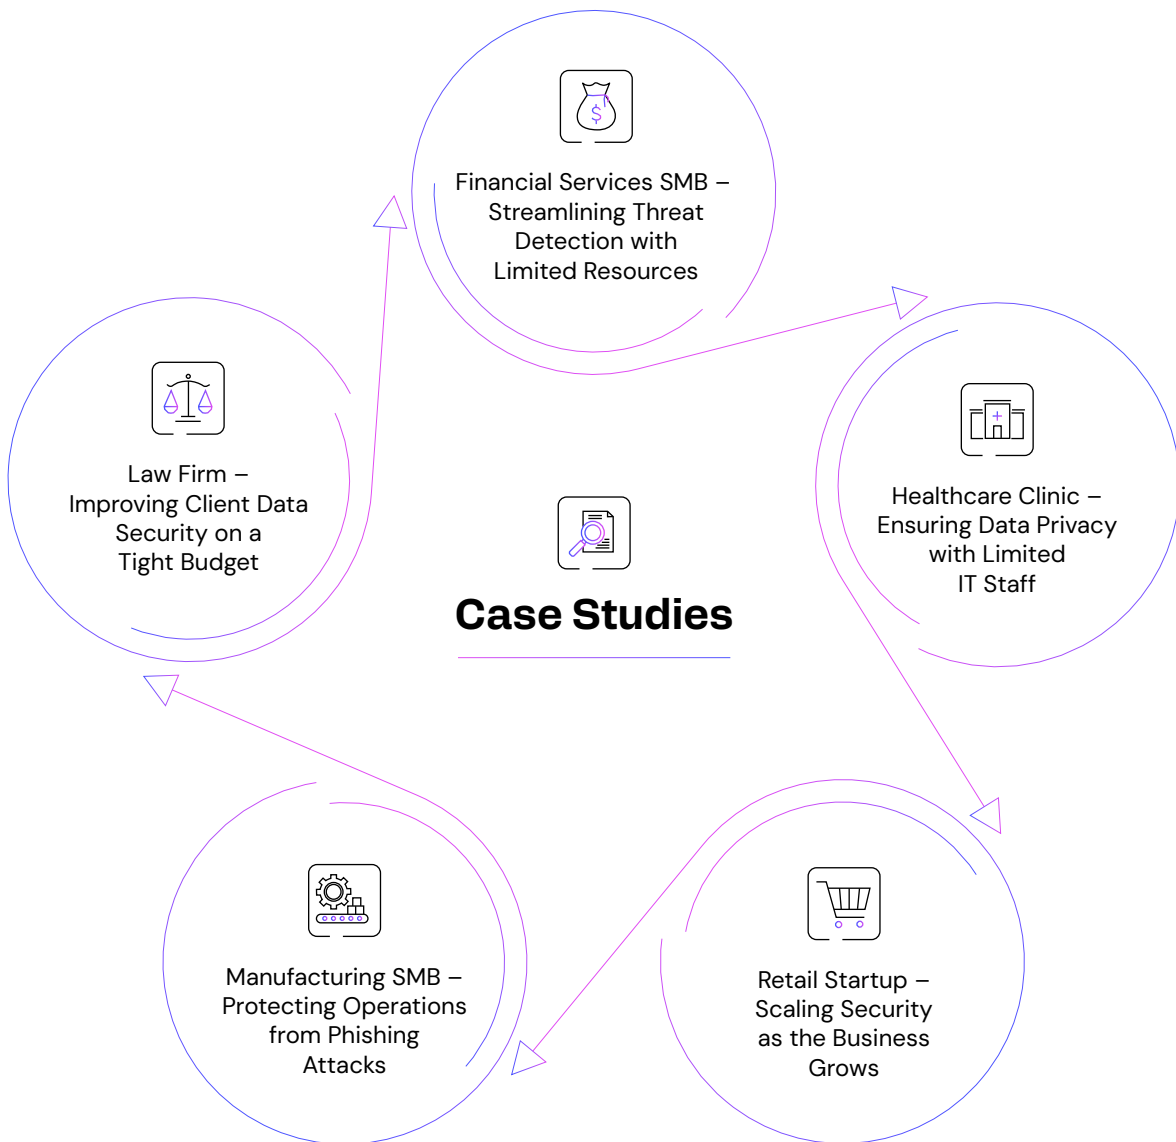 Financial Services SMB –
Streamlining Threat
Detection with
Limited Resources
Law Firm –
Improving Client Data
Security on a
Tight Budget
Healthcare Clinic –
Ensuring Data Privacy
with Limited
IT Staff
Case Studies
Manufacturing SMB –
Protecting Operations
from Phishing
Attacks
Retail Startup –
Scaling Security
as the Business
Grows